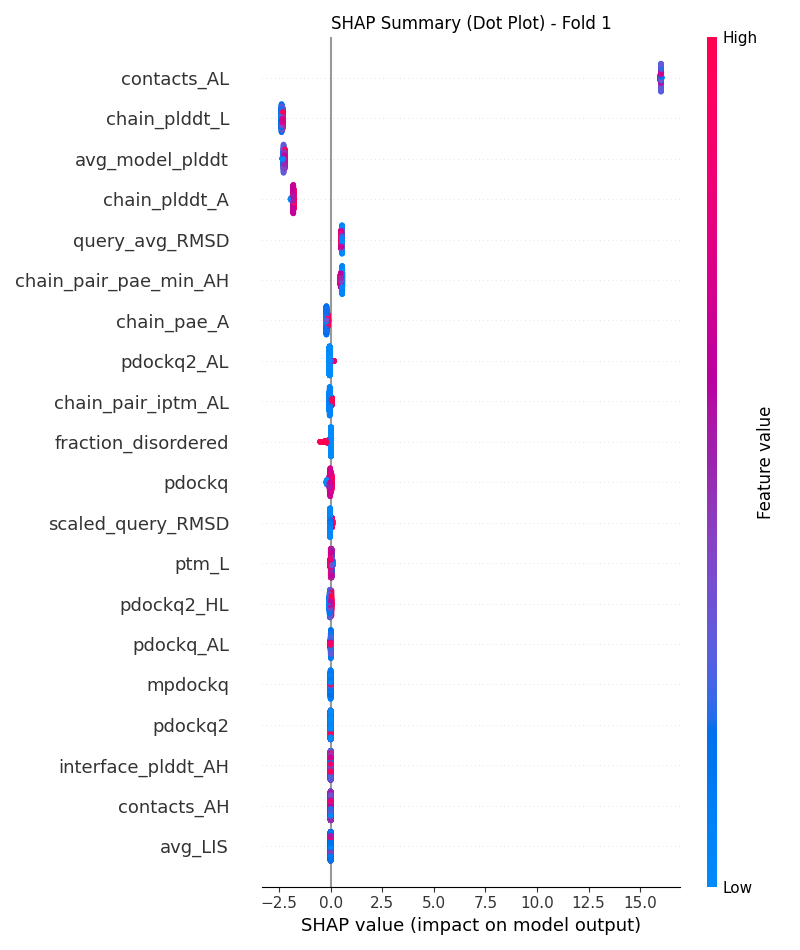 SHAP Summary (Dot Plot) - Fold 1
High
contacts_AL
chain_plddt_L
avg_model_plddt
chain_plddt_A
query_avg_RMSD
chain_pair_pae_min_AH
chain_pae_A
pdockq2_AL
chain_pair_iptm_AL
fraction_disordered
pdockq
scaled_query_RMSD
ptm_L
pdockq2_HL
pdockq_AL
mpdockq
pdockq2
interface_plddt_AH
contacts_AH
avg_LIS
Feature value
Low
−2.5 0.0 2.5 5.0 7.5 10.0 12.5 15.0
SHAP value (impact on model output)